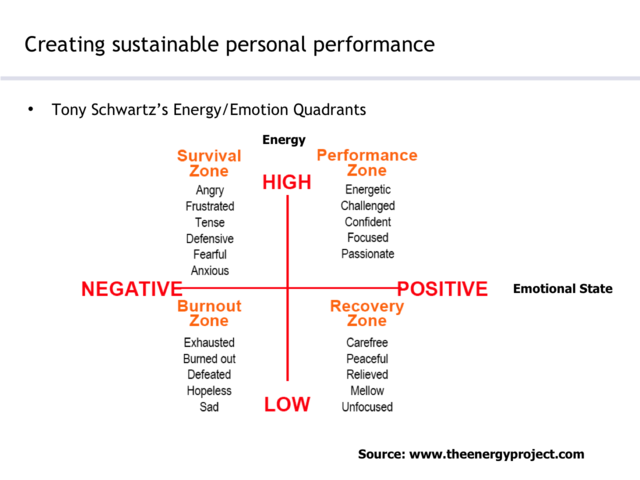 Creating sustainable personal performance
• Tony Schwartz’s Energy/Emotion Quadrants
Energy
Survival
Zone
Angry
Frustrated
Tense
Defensive
Fearful
Anxious
HIGH
Performance
Zone
Energetic
Challenged
Confident
Focused
Passionate
NEGATIVE
POSITIVE
Emotional State
Burnout
Zone
Exhausted
Burned out
Defeated
Hopeless
Sad
LOW
Recovery
Zone
Carefree
Peaceful
Relieved
Mellow
Unfocused
Source: www.theenergyproject.com